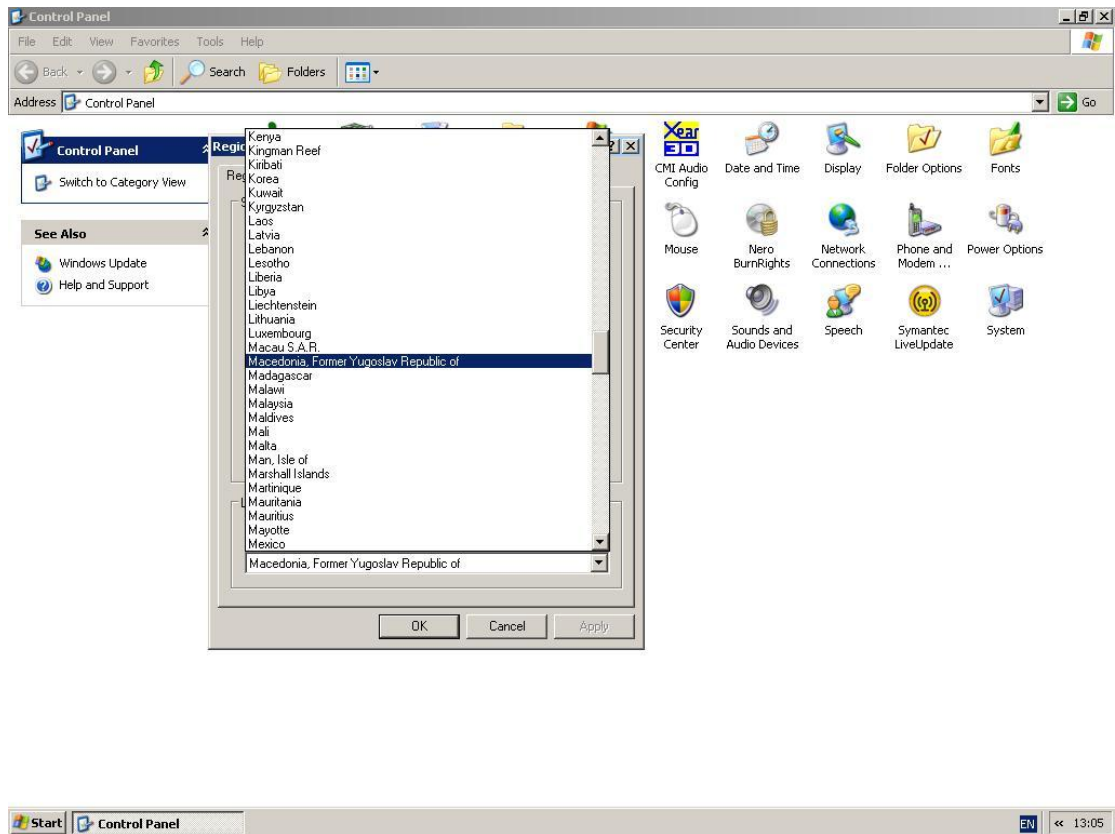 Control Panel
File Edit View Favorites Tools Help
Back Search Folders
Address Control Panel Go
Control Panel
Switch to Category View
See Also
Windows Update
Help and Support
Regio
Reg
S
L
Kenya
Kingman Reef
Kiribati
Korea
Kuwait
Kyrgyzstan
Laos
Latvia
Lebanon
Lesotho
Liberia
Libya
Liechtenstein
Lithuania
Luxembourg
Macau S.A.R.
Macedonia, Former Yugoslav Republic of
Madagascar
Malawi
Malaysia
Maldives
Mali
Malta
Man, Isle of
Marshall Islands
Martinique
Mauritania
Mauritius
Mayotte
Mexico
Macedonia, Former Yugoslav Republic of
OK Cancel Apply
Xear
3D
CMI Audio
Config
Date and Time
Display
Folder Options
Fonts
Mouse
Nero
BurnRights
Network
Connections
Phone and
Modem ...
Power Options
Security
Center
Sounds and
Audio Devices
Speech
Symantec
LiveUpdate
System
Start Control Panel EN « 13:05